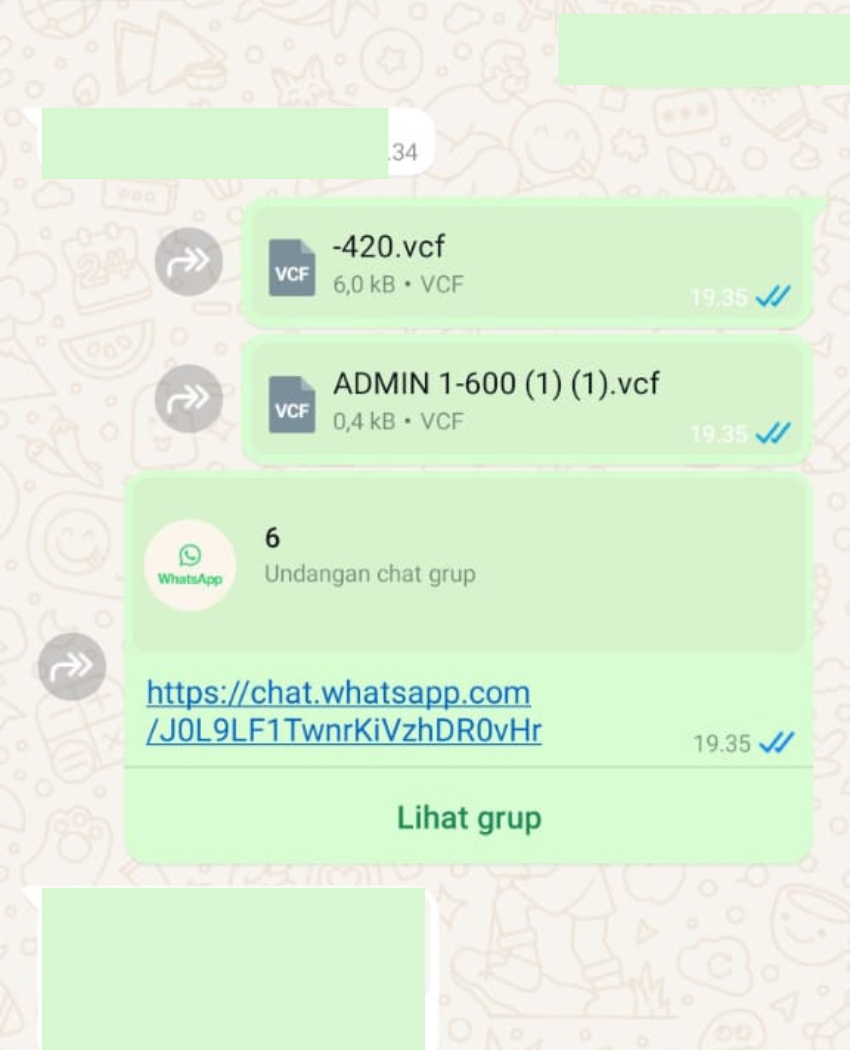 .34
-420.vcf
VCF
6,0 kB • VCF
19.35
ADMIN 1-600 (1) (1).vcf
VCF
0,4 kB • VCF
19.35
6
WhatsApp
Undangan chat grup
https://chat.whatsapp.com
/J0L9LF1TwnrKiVzhDR0vHr
19.35
Lihat grup